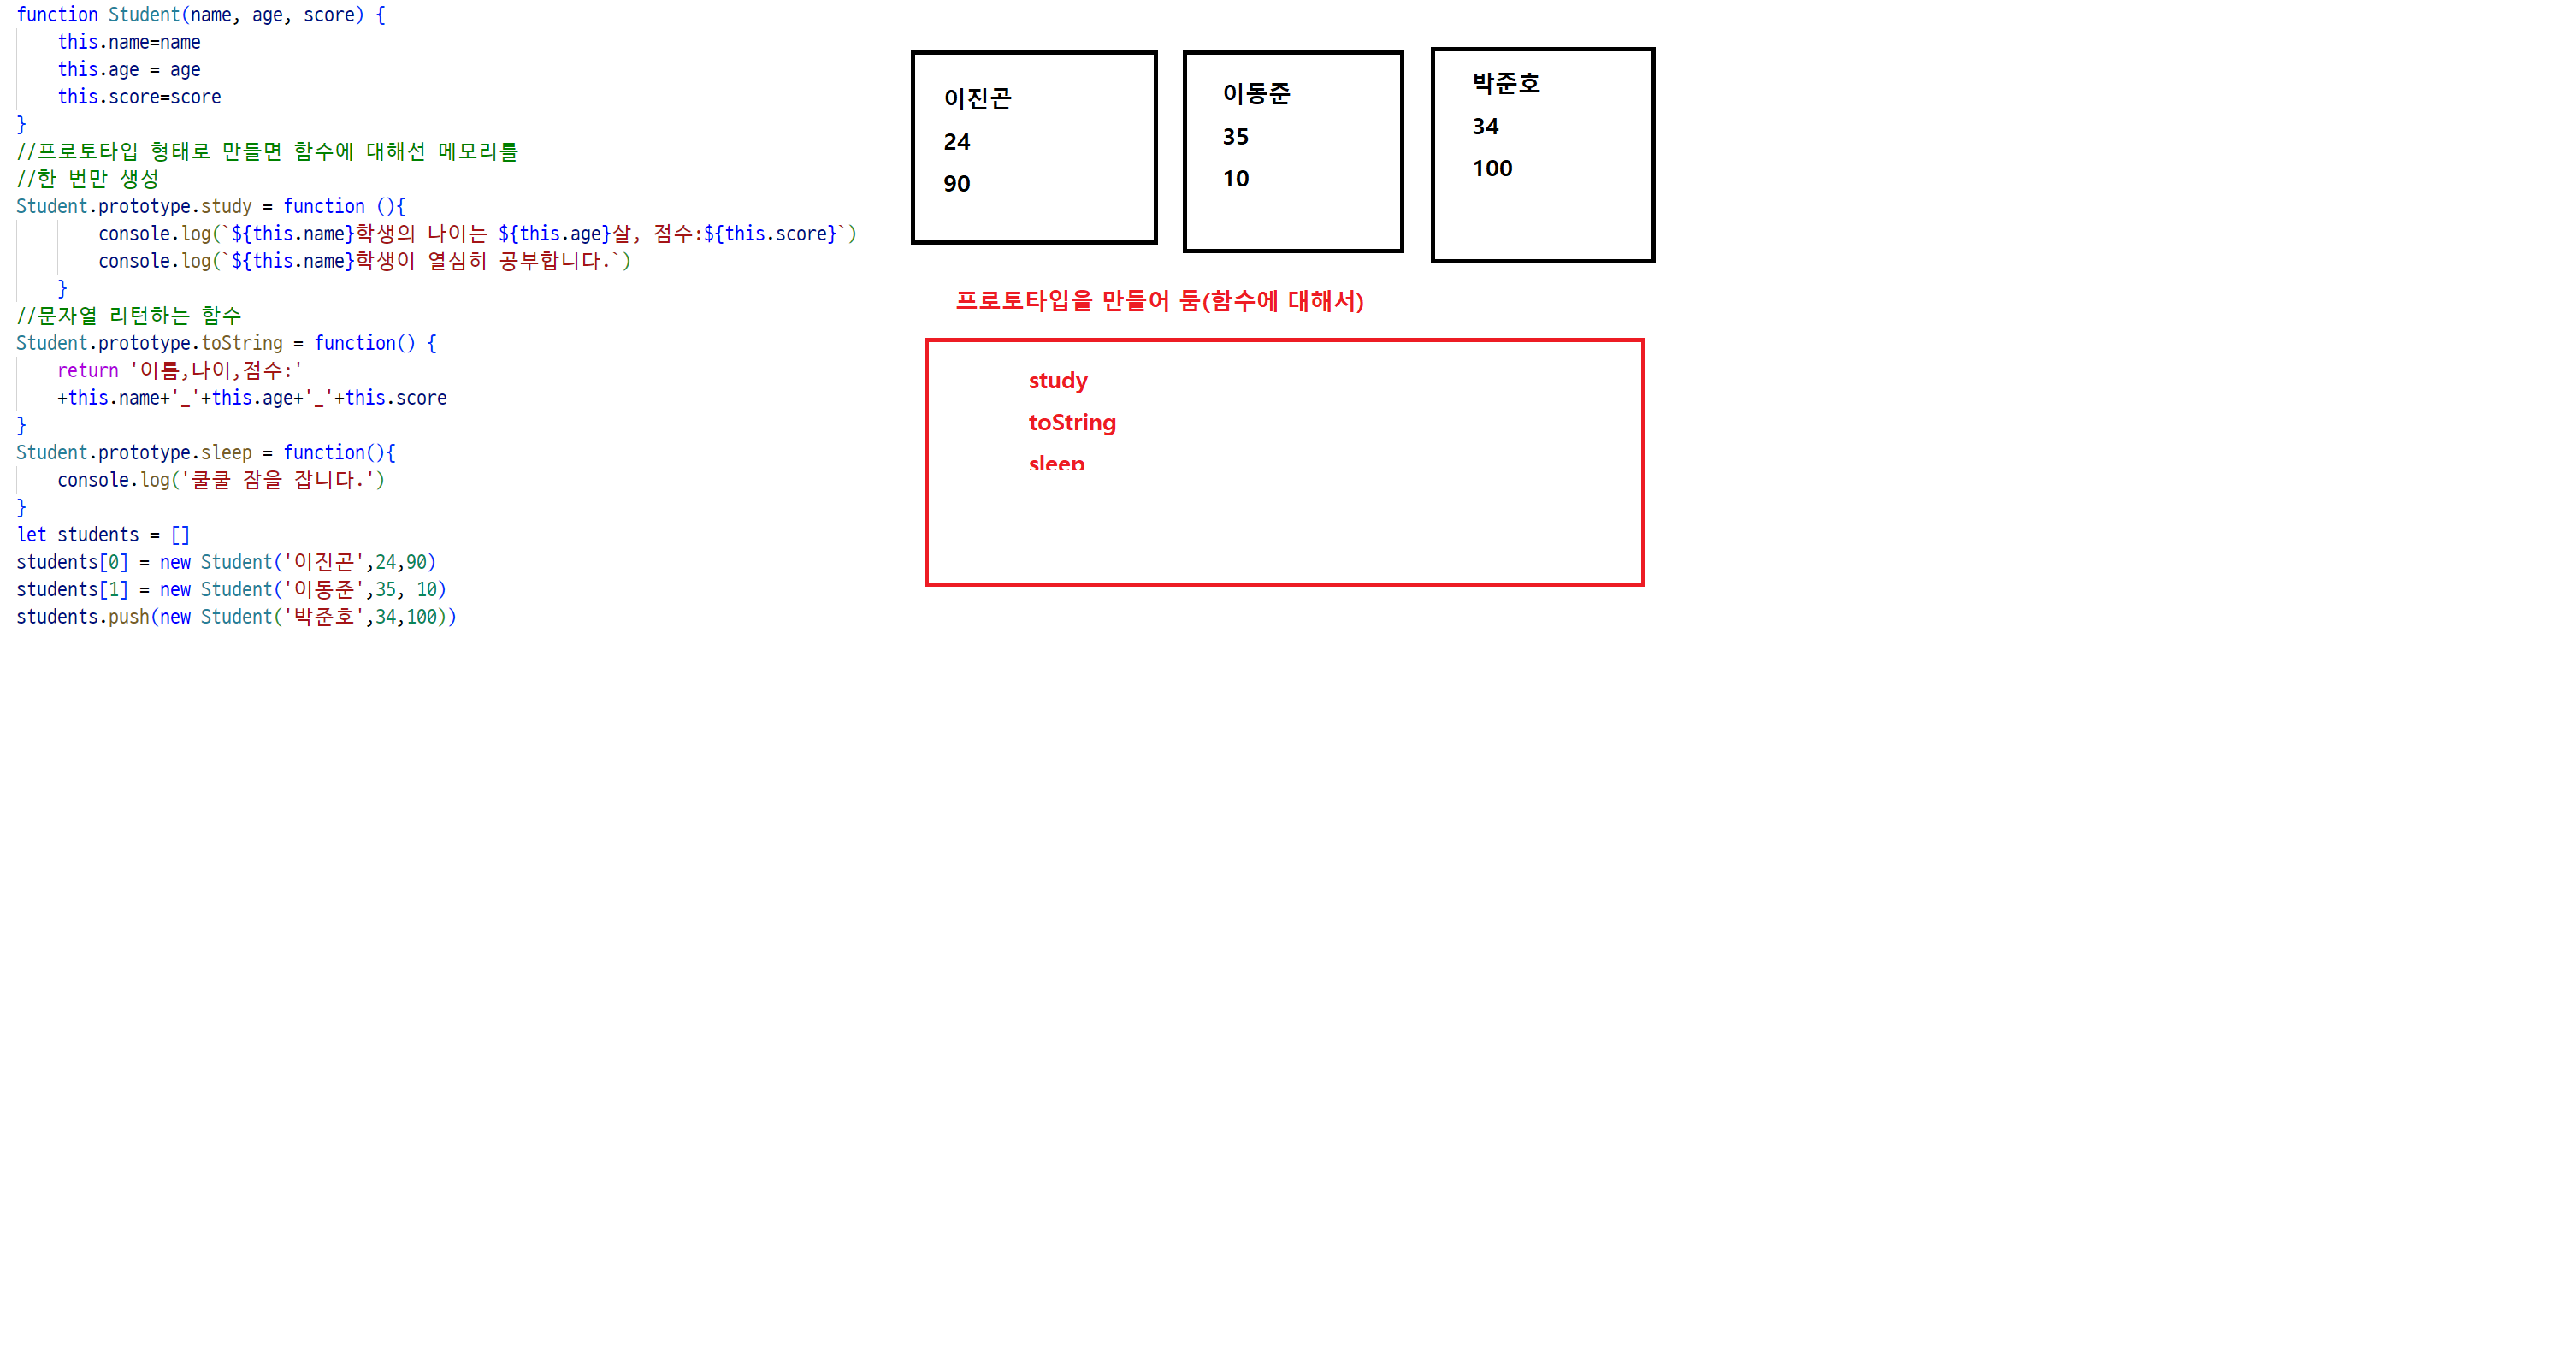 function Student(name, age, score) {
this.name=name
this.age = age
this.score=score
}
//프로토타입 형태로 만들면 함수에 대해선 메모리를
//한 번만 생성
Student.prototype.study = function (){
console.log(`${this.name}학생의 나이는 ${this.age}살, 점수:${this.score}`)
console.log(`${this.name}학생이 열심히 공부합니다.`)
}
//문자열 리턴하는 함수
Student.prototype.toString = function() {
return '이름,나이,점수:'
+this.name+'_'+this.age+'_'+this.score
}
Student.prototype.sleep = function(){
console.log('쿨쿨 잠을 잡니다.')
}
let students = []
students[0] = new Student('이진곤',24,90)
students[1] = new Student('이동준',35, 10)
students.push(new Student('박준호',34,100))
이진곤
24
90
이동준
35
10
박준호
34
100
프로토타입을 만들어 둠(함수에 대해서)
study
toString
sleep